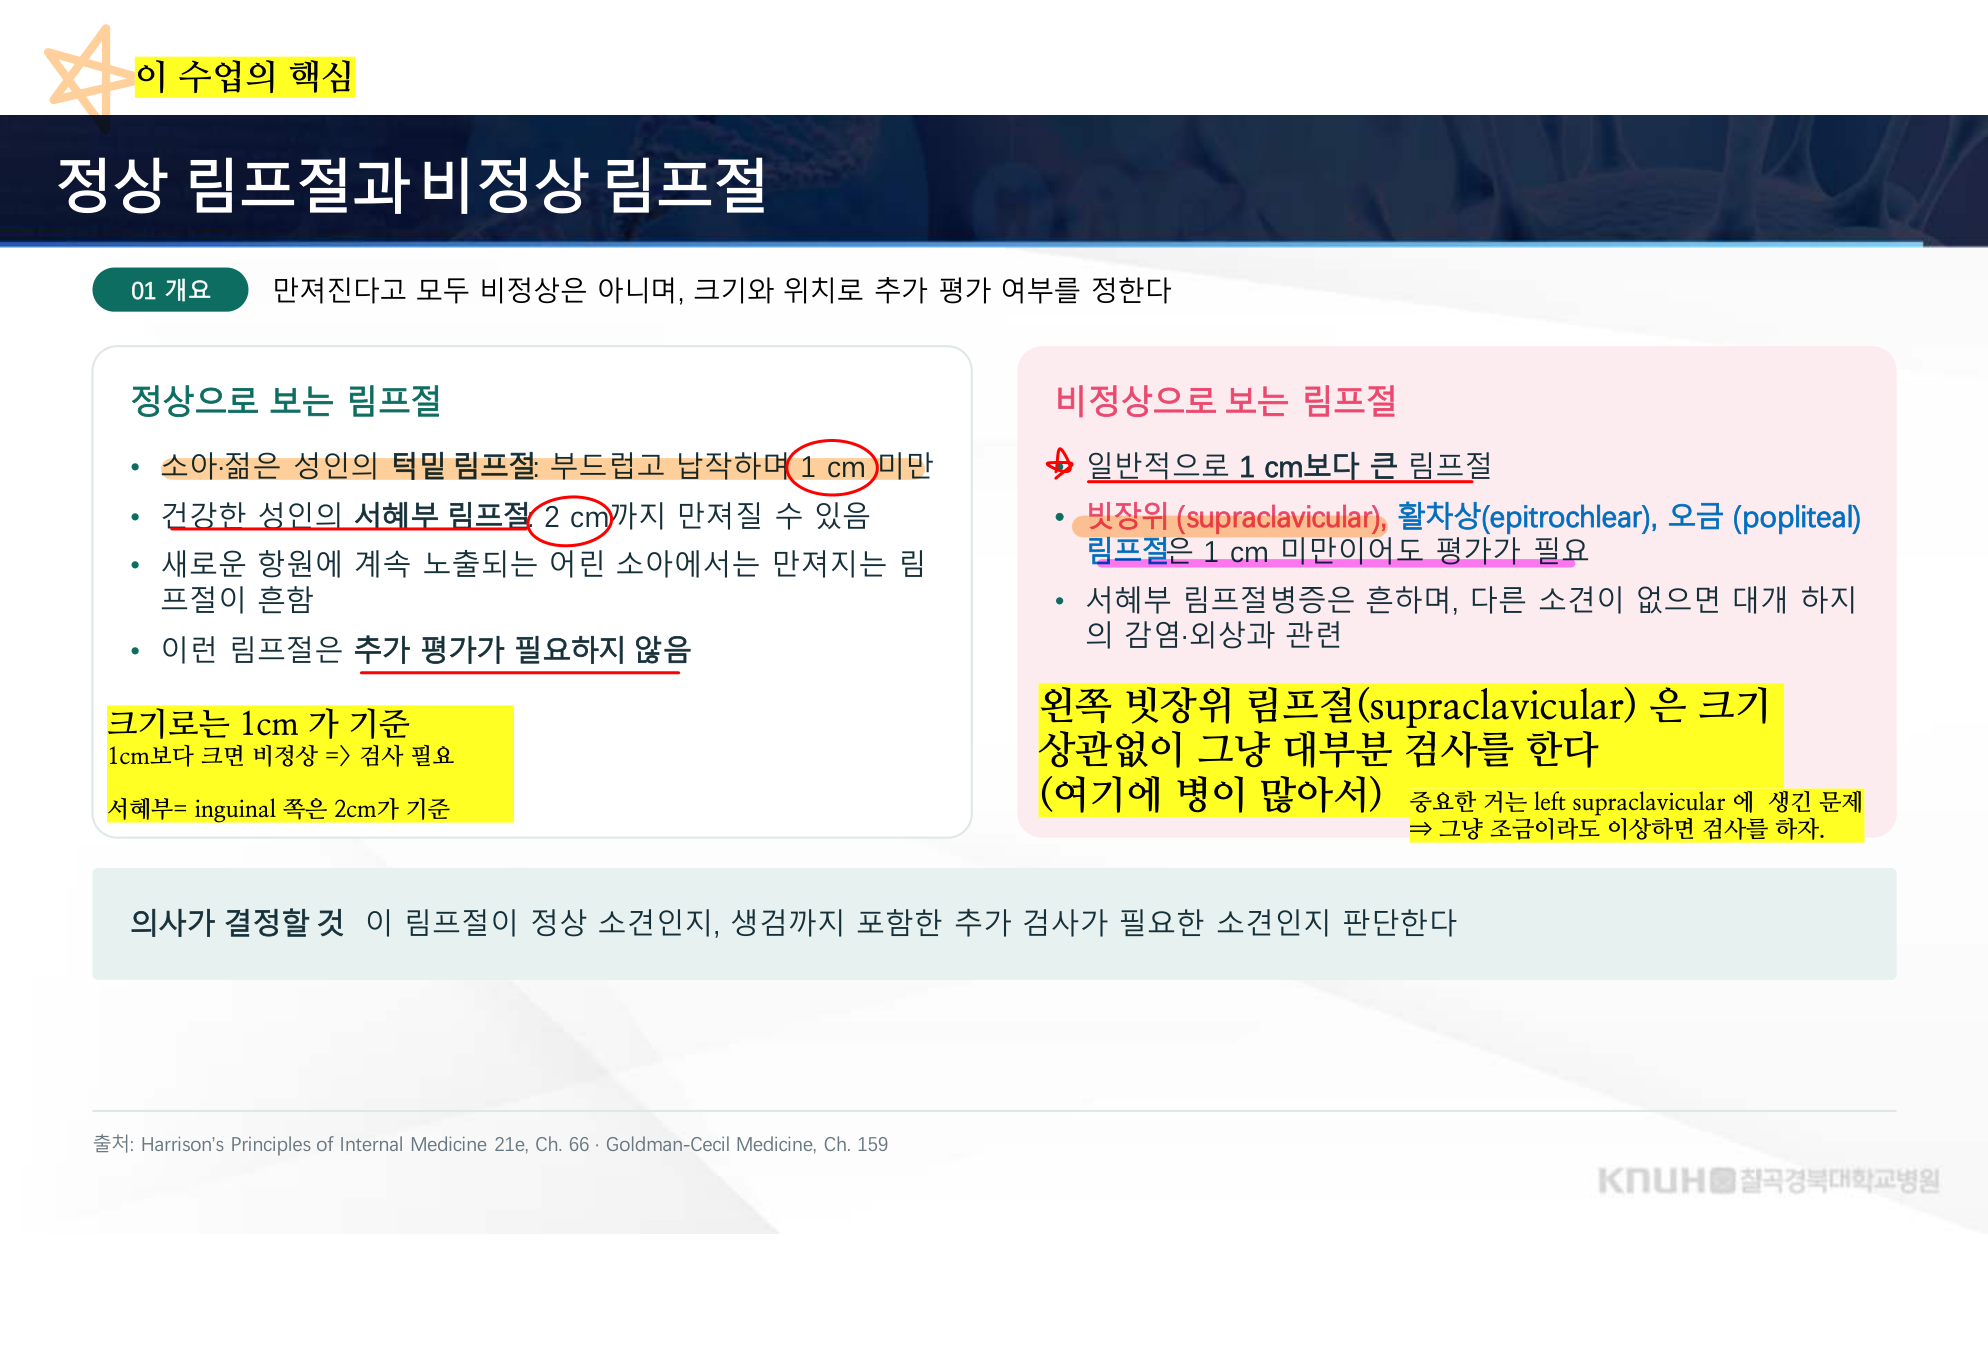 이 수업의 핵심
정상 림프절과 비정상 림프절
01 개요
만져진다고 모두 비정상은 아니며, 크기와 위치로 추가 평가 여부를 정한다
정상으로 보는 림프절
• 소아·젊은 성인의 턱밑 림프절: 부드럽고 납작하며 1 cm 미만
• 건강한 성인의 서혜부 림프절: 2 cm까지 만져질 수 있음
• 새로운 항원에 계속 노출되는 어린 소아에서는 만져지는 림
프절이 흔함
• 이런 림프절은 추가 평가가 필요하지 않음
크기로는 1cm 가 기준
1cm보다 크면 비정상 => 검사 필요
서혜부= inguinal 쪽은 2cm가 기준
비정상으로 보는 림프절
• 일반적으로 1 cm보다 큰 림프절
• 빗장위 (supraclavicular), 활차상(epitrochlear), 오금 (popliteal)
림프절은 1 cm 미만이어도 평가가 필요
• 서혜부 림프절병증은 흔하며, 다른 소견이 없으면 대개 하지
의 감염·외상과 관련
왼쪽 빗장위 림프절(supraclavicular) 은 크기
상관없이 그냥 대부분 검사를 한다
(여기에 병이 많아서)
중요한 거는 left supraclavicular 에 생긴 문제
⇒ 그냥 조금이라도 이상하면 검사를 하자.
의사가 결정할 것 이 림프절이 정상 소견인지, 생검까지 포함한 추가 검사가 필요한 소견인지 판단한다
출처: Harrison's Principles of Internal Medicine 21e, Ch. 66 · Goldman-Cecil Medicine, Ch. 159
KNUH 칠곡경북대학교병원